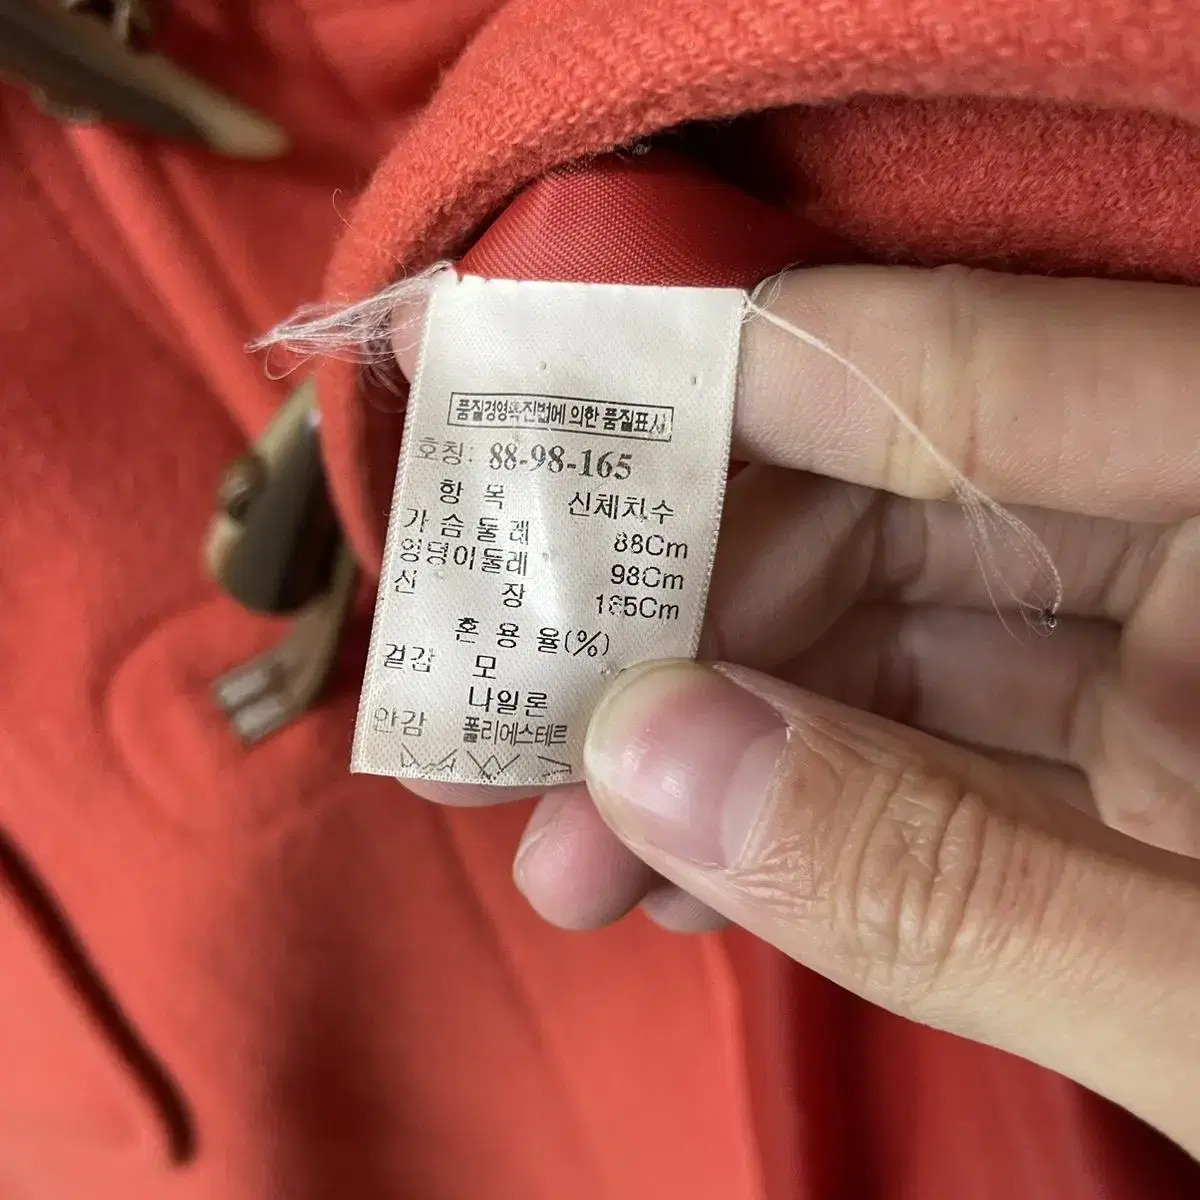 품질경영촉진법에 의한 품질표시
호칭: 88-98-165
항 목 신체치수
가 슴 둘 레 88Cm
엉덩이둘레 98Cm
신 장 165Cm
혼 용 율(%)
겉감 모
나일론
안감 폴리에스테르